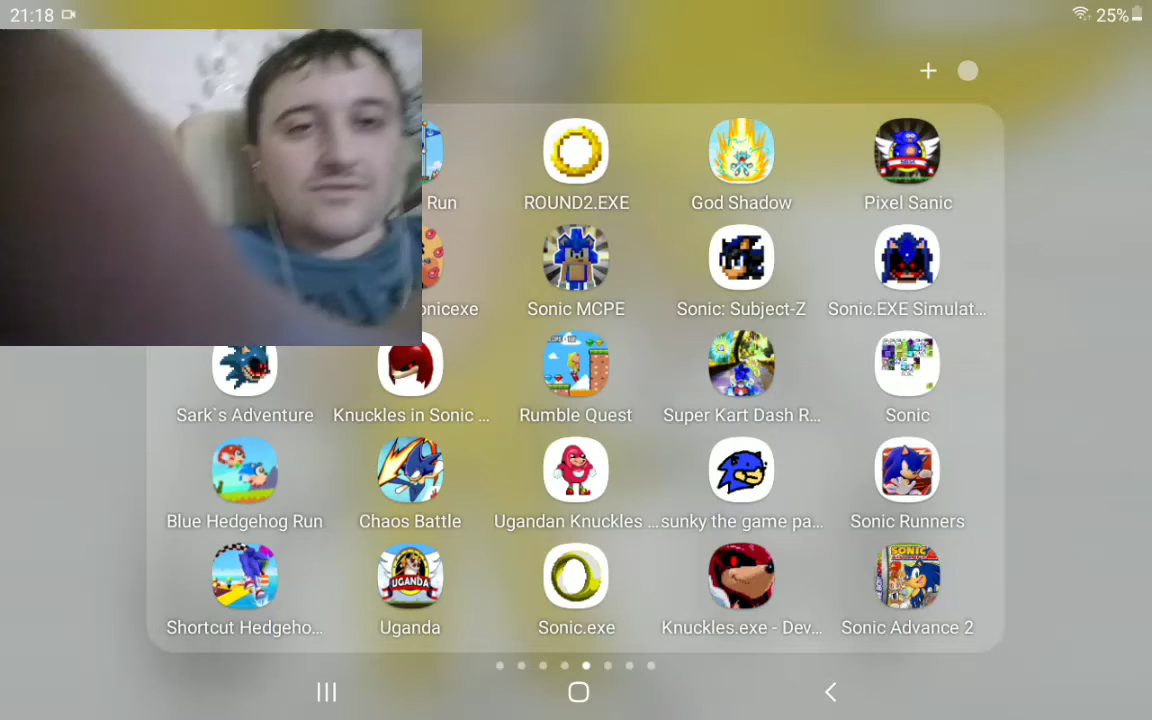 21:18
25%
Run
ROUND2.EXE
God Shadow
Pixel Sanic
onicexe
Sonic MCPE
Sonic: Subject-Z
Sonic.EXE Simulat...
Sark`s Adventure
Knuckles in Sonic ...
Rumble Quest
Super Kart Dash R...
Sonic
Blue Hedgehog Run
Chaos Battle
Ugandan Knuckles ...
sunky the game pa...
Sonic Runners
UGANDA
SONIC
Shortcut Hedgeho...
Uganda
Sonic.exe
Knuckles.exe - Dev...
Sonic Advance 2